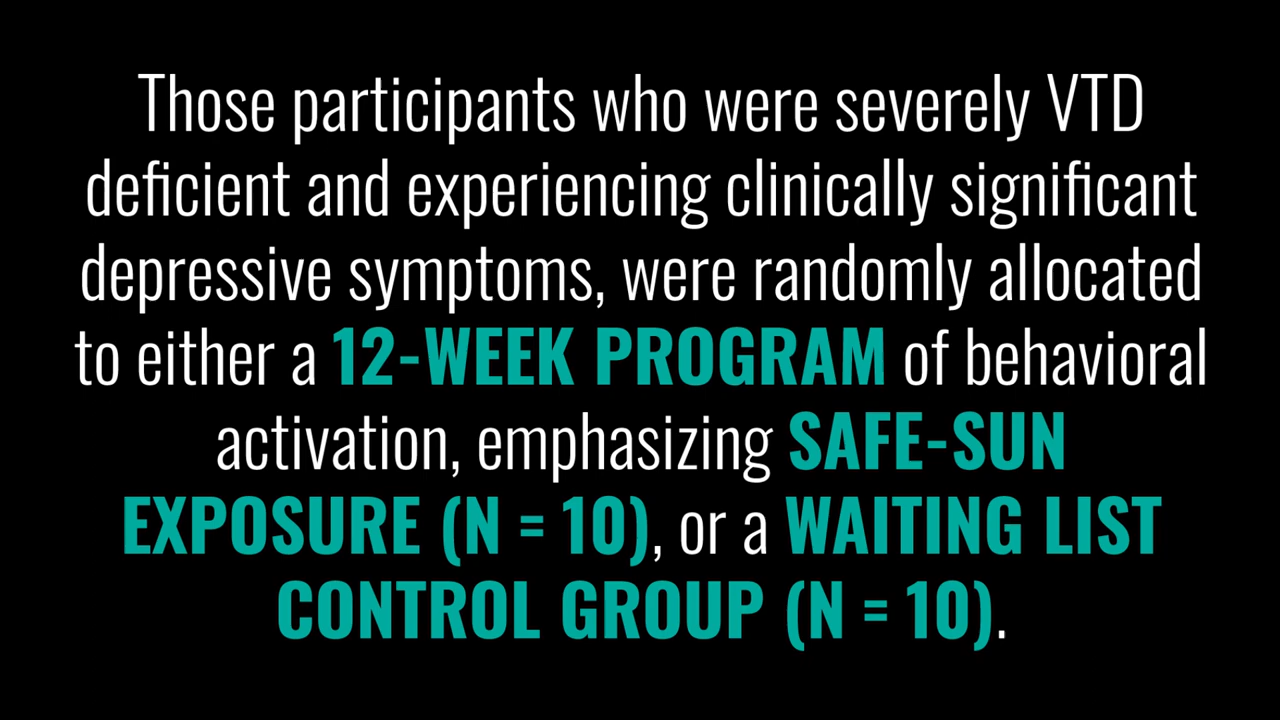 Those participants who were severely VTD
deficient and experiencing clinically significant
depressive symptoms, were randomly allocated
to either a 12-WEEK PROGRAM of behavioral
activation, emphasizing SAFE-SUN
EXPOSURE (N = 10), or a WAITING LIST
CONTROL GROUP (N = 10).